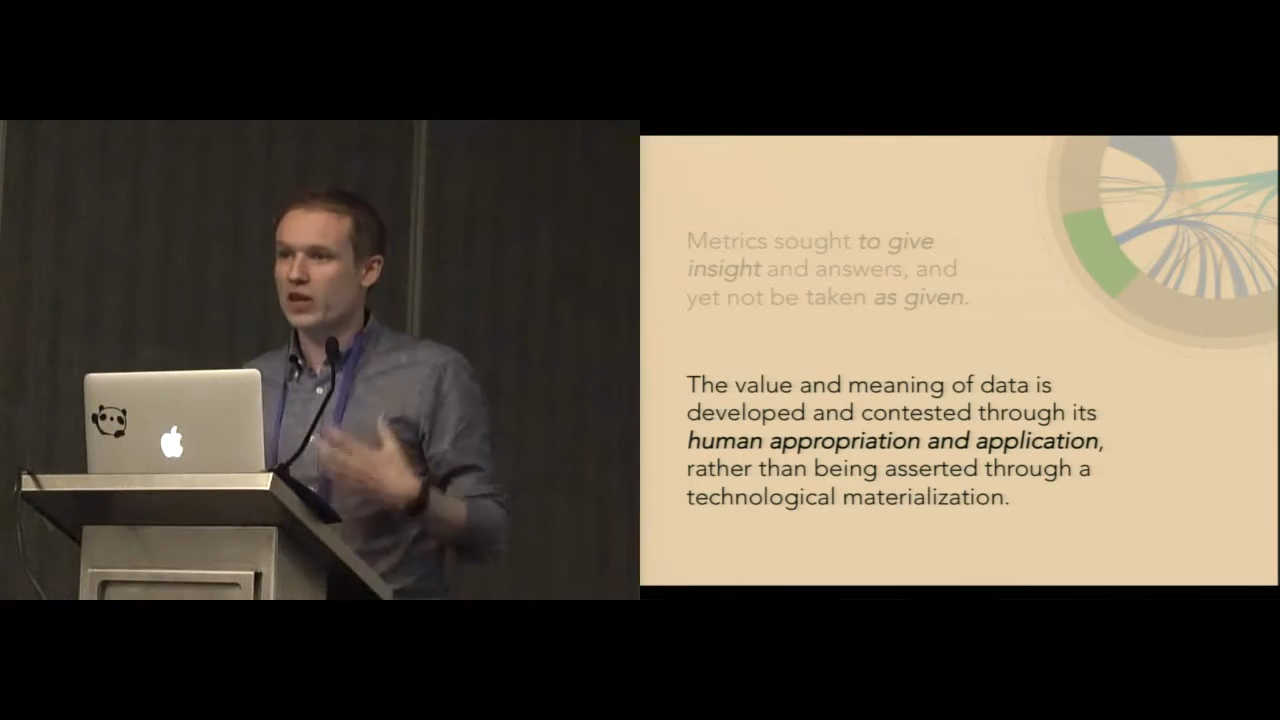 Metrics sought to give
insight and answers, and
yet not be taken as given.
The value and meaning of data is
developed and contested through its
human appropriation and application,
rather than being asserted through a
technological materialization.